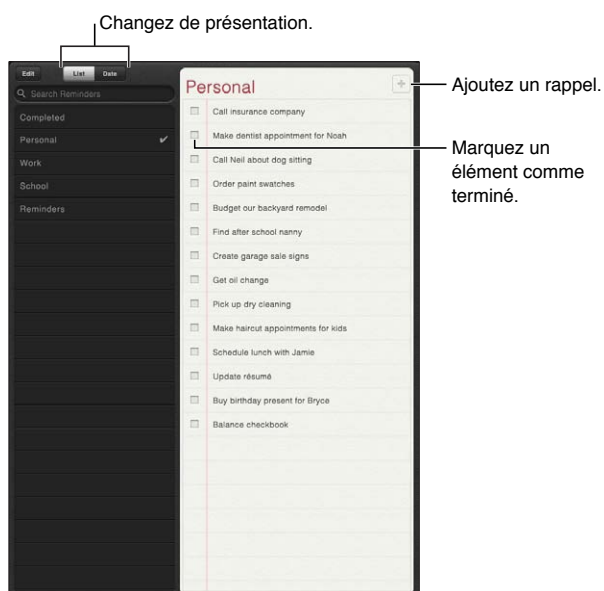 Changez de présentation.
Edit List Date
Search Reminders
Completed
Personal
Work
School
Reminders
Personal
Call insurance company
Make dentist appointment for Noah
Call Neil about dog sitting
Order paint swatches
Budget our backyard remodel
Find after school nanny
Create garage sale signs
Get oil change
Pick up dry cleaning
Make haircut appointments for kids
Schedule lunch with Jamie
Update résumé
Buy birthday present for Bryce
Balance checkbook
Ajoutez un rappel.
Marquez un
élément comme
terminé.